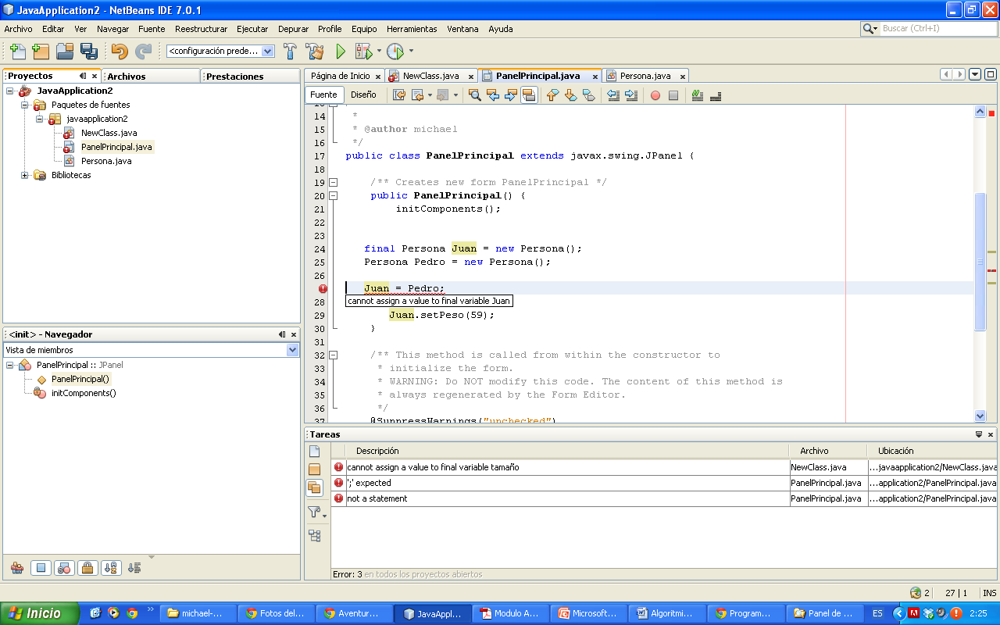 JavaApplication2 - NetBeans IDE 7.0.1
Archivo Editar Ver Navegar Fuente Reestructurar Ejecutar Depurar Profile Equipo Herramientas Ventana Ayuda
Buscar (Ctrl+I)
<configuración prede...
Proyectos Archivos Prestaciones
JavaApplication2
Paquetes de fuentes
javaapplication2
NewClass.java
PanelPrincipal.java
Persona.java
Bibliotecas
<init> - Navegador
Vista de miembros
PanelPrincipal :: JPanel
PanelPrincipal()
initComponents()
Página de Inicio NewClass.java PanelPrincipal.java Persona.java
Fuente Diseño
14 *
15 * @author michael
16 */
17 public class PanelPrincipal extends javax.swing.JPanel {
18
19 /** Creates new form PanelPrincipal */
20 public PanelPrincipal() {
21 initComponents();
22
23
24 final Persona Juan = new Persona();
25 Persona Pedro = new Persona();
26
Juan = Pedro;
28 cannot assign a value to final variable Juan
29 Juan.setPeso(59);
30 }
31
32 /** This method is called from within the constructor to
33 * initialize the form.
34 * WARNING: Do NOT modify this code. The content of this method is
35 * always regenerated by the Form Editor.
36 */
37 @SuppressWarnings("unchecked")
Tareas
Descripción Archivo Ubicación
cannot assign a value to final variable tamaño NewClass.java ...javaapplication2/NewClass.java
';' expected PanelPrincipal.java ...application2/PanelPrincipal.java
not a statement PanelPrincipal.java ...application2/PanelPrincipal.java
Error: 3 en todos los proyectos abiertos
2 27 | 1 INS
Inicio michael-... Fotos del... Aventur... JavaAppl... Modulo A... Microsoft... Algoritmi... Program... Panel de ... ES 2:25